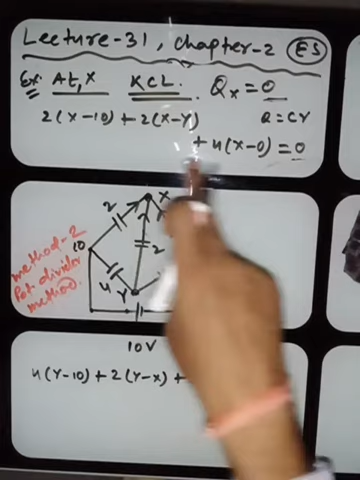 Lecture-31, chapter-2 ES
Ex: At, X KCL. Qx = 0
2(x-10) + 2(x-y) Q = CV
+ 4(x-0) = 0
X
2
10
2
4
Y
method-2
Pot. divider
method.
10V
4(Y-10) + 2(Y-x) +